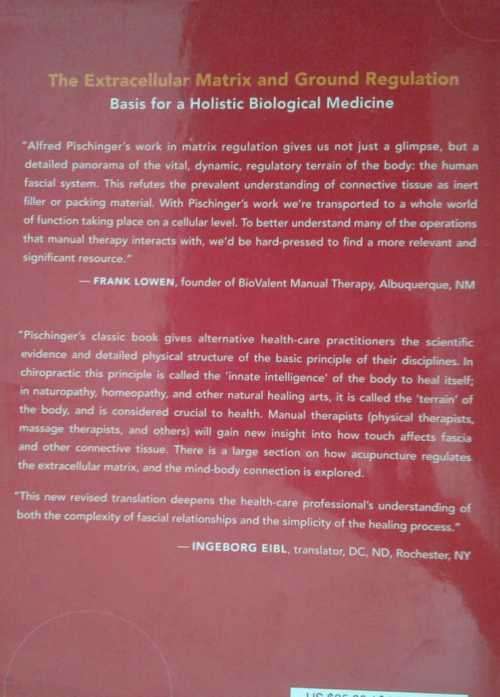 The Extracellular Matrix and Ground Regulation
Basis for a Holistic Biological Medicine
"Alfred Pischinger's work in matrix regulation gives us not just a glimpse, but a
detailed panorama of the vital, dynamic, regulatory terrain of the body: the human
fascial system. This refutes the prevalent understanding of connective tissue as inert
filler or packing material. With Pischinger's work we're transported to a whole world
of function taking place on a cellular level. To better understand many of the operations
that manual therapy interacts with, we'd be hard-pressed to find a more relevant and
significant resource."
— FRANK LOWEN, founder of BioValent Manual Therapy, Albuquerque, NM
"Pischinger's classic book gives alternative health-care practitioners the scientific
evidence and detailed physical structure of the basic principle of their disciplines. In
chiropractic this principle is called the 'innate intelligence' of the body to heal itself;
in naturopathy, homeopathy, and other natural healing arts, it is called the 'terrain' of
the body, and is considered crucial to health. Manual therapists (physical therapists,
massage therapists, and others) will gain new insight into how touch affects fascia
and other connective tissue. There is a large section on how acupuncture regulates
the extracellular matrix, and the mind-body connection is explored.
"This new revised translation deepens the health-care professional's understanding of
both the complexity of fascial relationships and the simplicity of the healing process."
— INGEBORG EIBL, translator, DC, ND, Rochester, NY
US